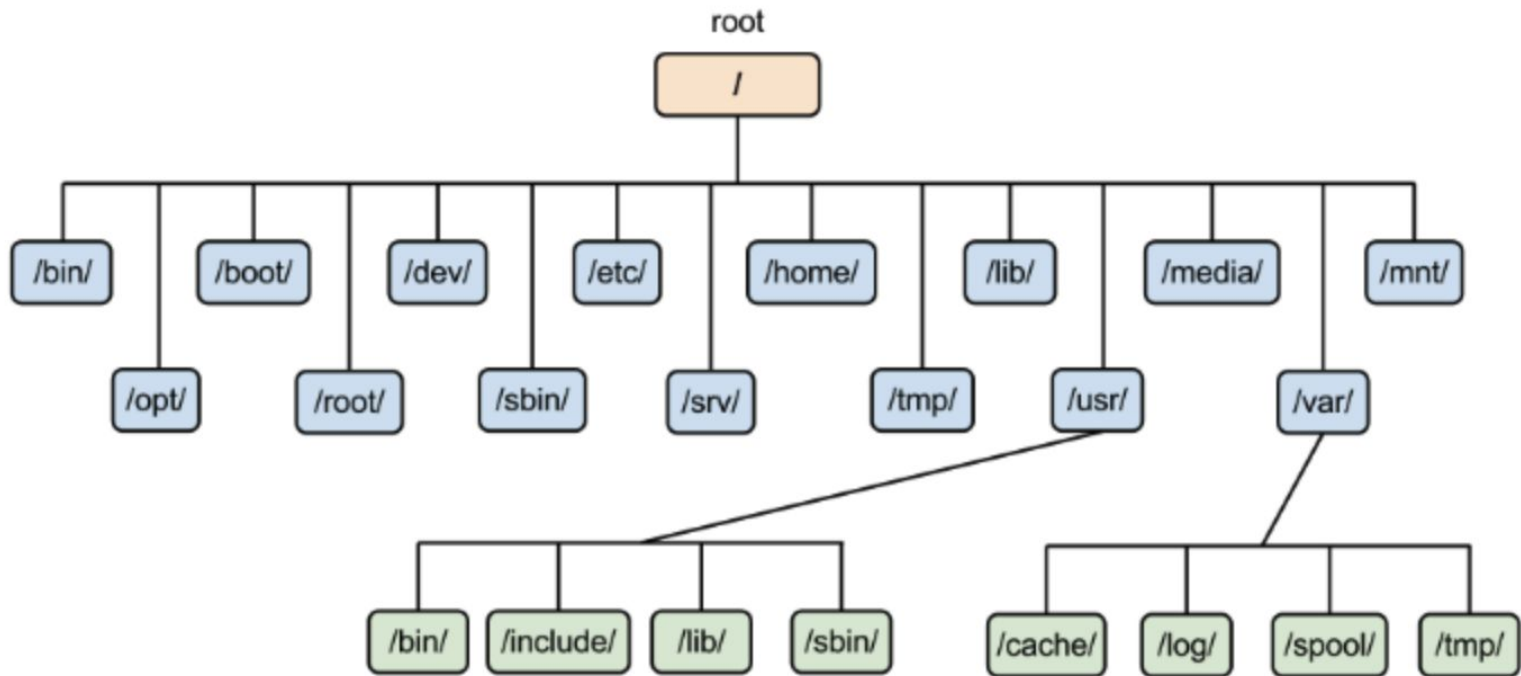 root
/
/bin/ /boot/ /dev/ /etc/ /home/ /lib/ /media/ /mnt/
/opt/ /root/ /sbin/ /srv/ /tmp/ /usr/ /var/
/bin/ /include/ /lib/ /sbin/ /cache/ /log/ /spool/ /tmp/